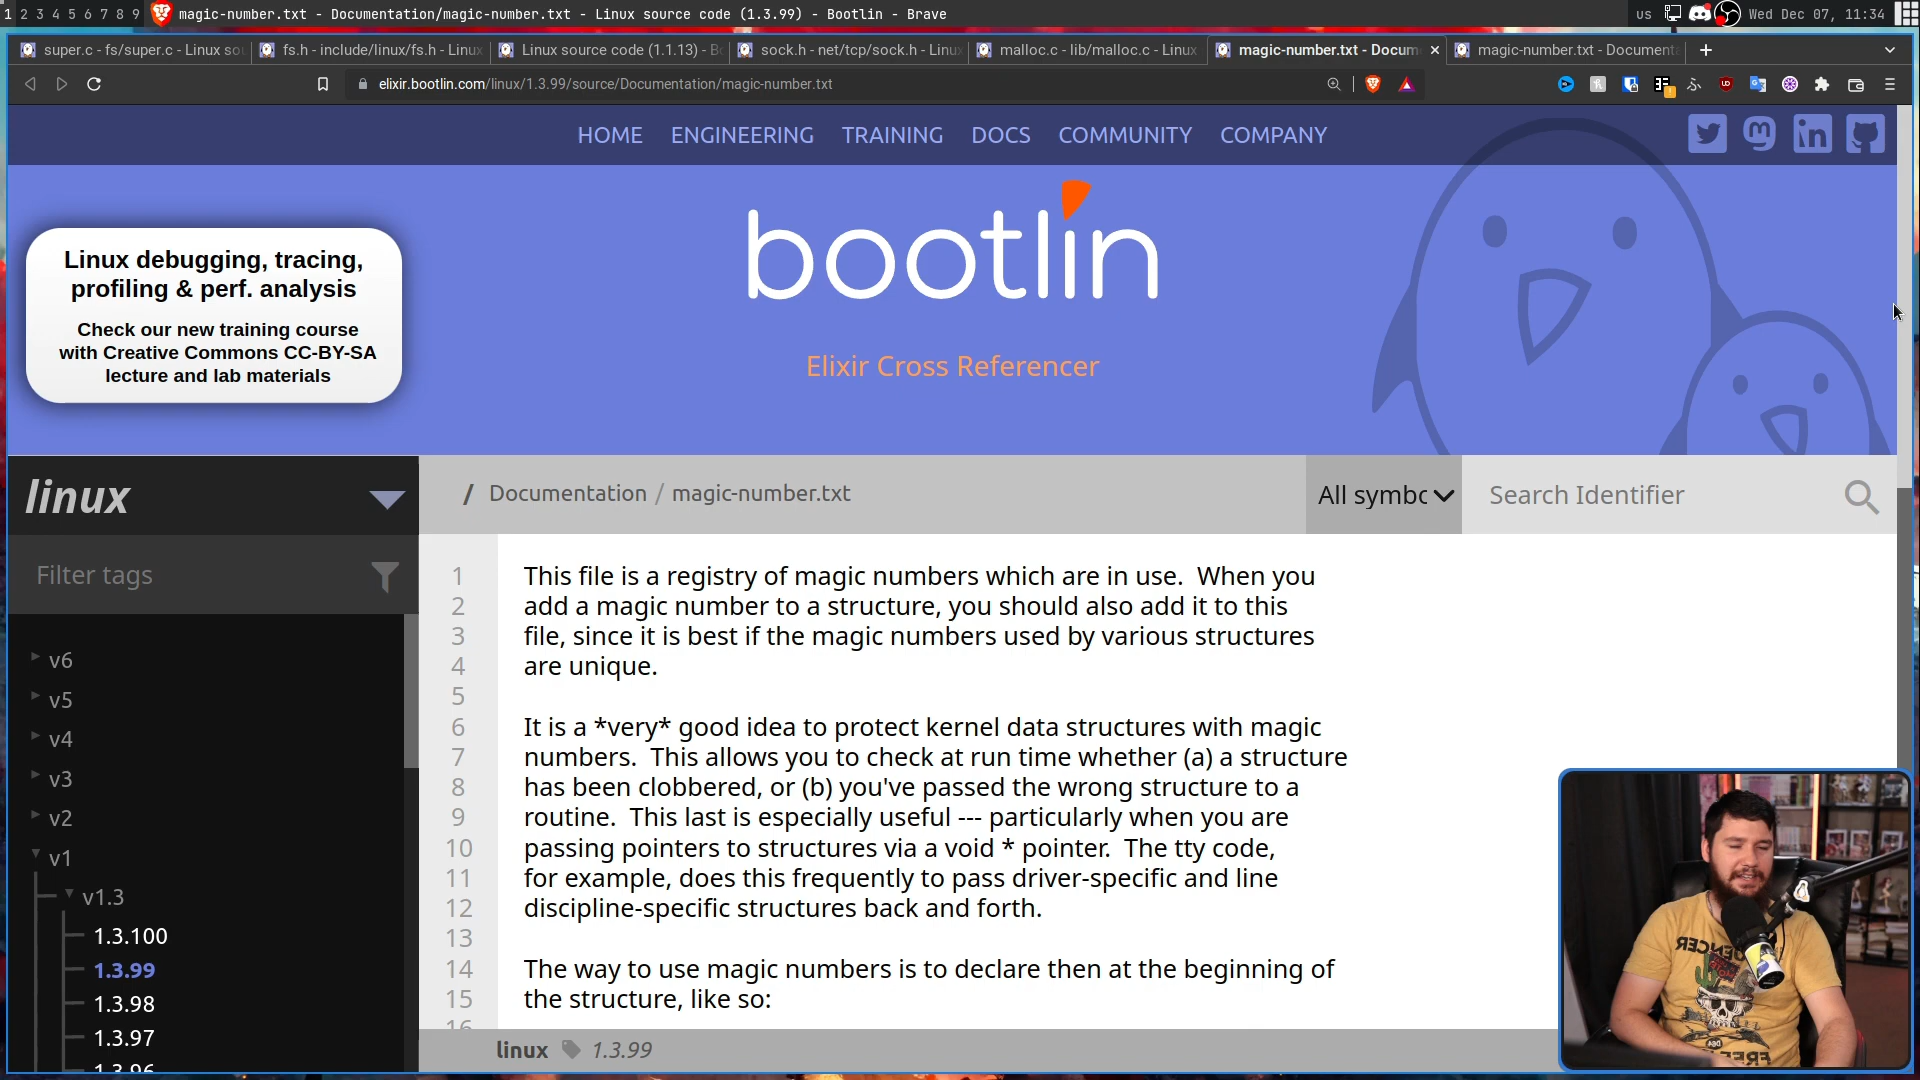 1 2 3 4 5 6 7 8 9 magic-number.txt - Documentation/magic-number.txt - Linux source code (1.3.99) - Bootlin - Brave
us Wed Dec 07, 11:34
super.c - fs/super.c - Linux sou
fs.h - include/linux/fs.h - Linux
Linux source code (1.1.13) - Bo
sock.h - net/tcp/sock.h - Linux
malloc.c - lib/malloc.c - Linux
magic-number.txt - Docum
magic-number.txt - Document
elixir.bootlin.com/linux/1.3.99/source/Documentation/magic-number.txt
HOME ENGINEERING TRAINING DOCS COMMUNITY COMPANY
bootlin
Elixir Cross Referencer
Linux debugging, tracing,
profiling & perf. analysis
Check our new training course
with Creative Commons CC-BY-SA
lecture and lab materials
linux
/ Documentation / magic-number.txt
All symbo
Search Identifier
Filter tags
v6
v5
v4
v3
v2
v1
v1.3
1.3.100
1.3.99
1.3.98
1.3.97
1.3.96
1 This file is a registry of magic numbers which are in use.  When you
2 add a magic number to a structure, you should also add it to this
3 file, since it is best if the magic numbers used by various structures
4 are unique.
5
6 It is a *very* good idea to protect kernel data structures with magic
7 numbers.  This allows you to check at run time whether (a) a structure
8 has been clobbered, or (b) you've passed the wrong structure to a
9 routine.  This last is especially useful --- particularly when you are
10 passing pointers to structures via a void * pointer.  The tty code,
11 for example, does this frequently to pass driver-specific and line
12 discipline-specific structures back and forth.
13
14 The way to use magic numbers is to declare then at the beginning of
15 the structure, like so:
16
linux 1.3.99